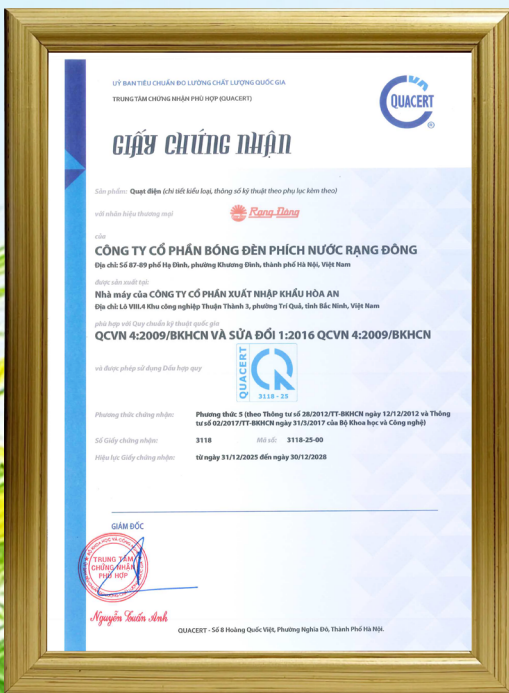 UỶ BAN TIÊU CHUẨN ĐO LƯỜNG CHẤT LƯỢNG QUỐC GIA
TRUNG TÂM CHỨNG NHẬN PHÙ HỢP (QUACERT)
QUACERT
®
GIẤY CHỨNG NHẬN
Sản phẩm: Quạt điện (chi tiết kiểu loại, thông số kỹ thuật theo phụ lục kèm theo)
với nhãn hiệu thương mại
Rạng Đông
của
CÔNG TY CỔ PHẦN BÓNG ĐÈN PHÍCH NƯỚC RẠNG ĐÔNG
Địa chỉ: Số 87-89 phố Hạ Đình, phường Khương Đình, thành phố Hà Nội, Việt Nam
được sản xuất tại:
Nhà máy của CÔNG TY CỔ PHẦN XUẤT NHẬP KHẨU HÒA AN
Địa chỉ: Lô VIII.4 Khu công nghiệp Thuận Thành 3, phường Trí Quả, tỉnh Bắc Ninh, Việt Nam
phù hợp với Quy chuẩn kỹ thuật quốc gia
QCVN 4:2009/BKHCN VÀ SỬA ĐỔI 1:2016 QCVN 4:2009/BKHCN
và được phép sử dụng Dấu hợp quy
QUACERT
3118 - 25
Phương thức chứng nhận: Phương thức 5 (theo Thông tư số 28/2012/TT-BKHCN ngày 12/12/2012 và Thông
tư số 02/2017/TT-BKHCN ngày 31/3/2017 của Bộ Khoa học và Công nghệ)
Số Giấy chứng nhận: 3118 Mã số: 3118-25-00
Hiệu lực Giấy chứng nhận: từ ngày 31/12/2025 đến ngày 30/12/2028
GIÁM ĐỐC
TRUNG TÂM
CHỨNG NHẬN
PHÙ HỢP
Nguyễn Tuấn Anh
QUACERT - Số 8 Hoàng Quốc Việt, Phường Nghĩa Đô, Thành Phố Hà Nội.